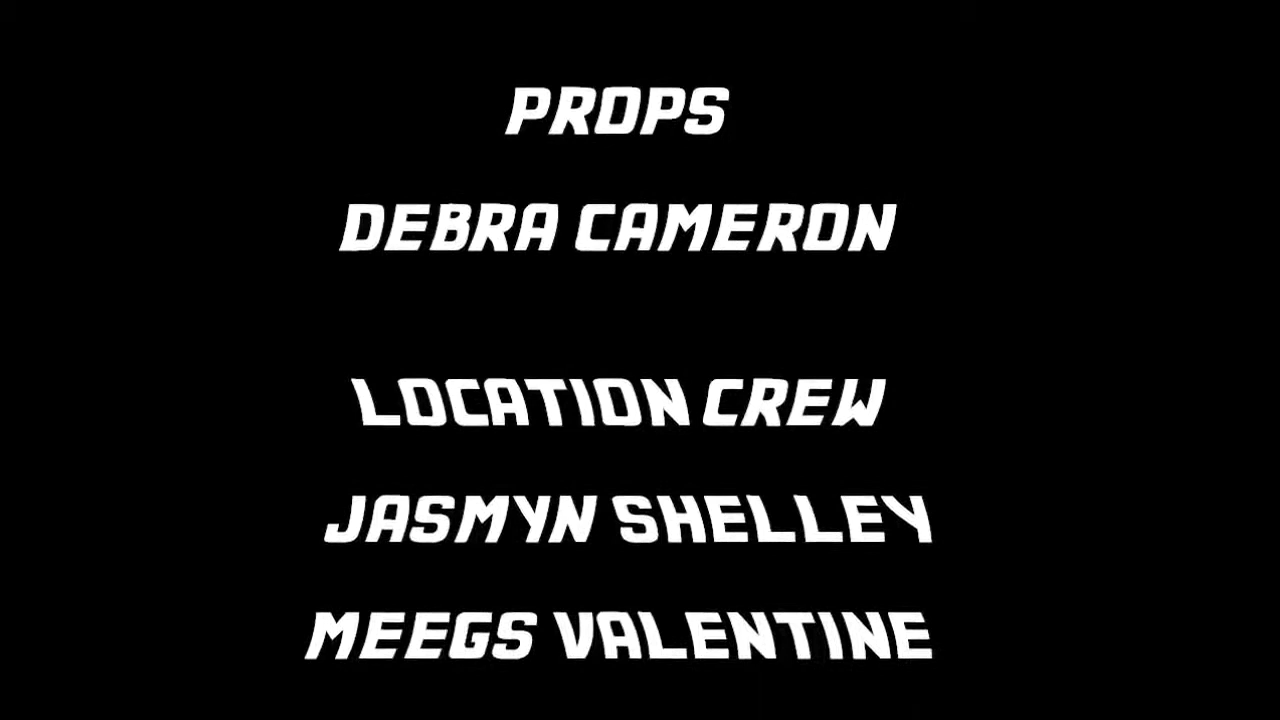 PROPS
DEBRA CAMERON
LOCATION CREW
JASMYN SHELLEY
MEEGS VALENTINE